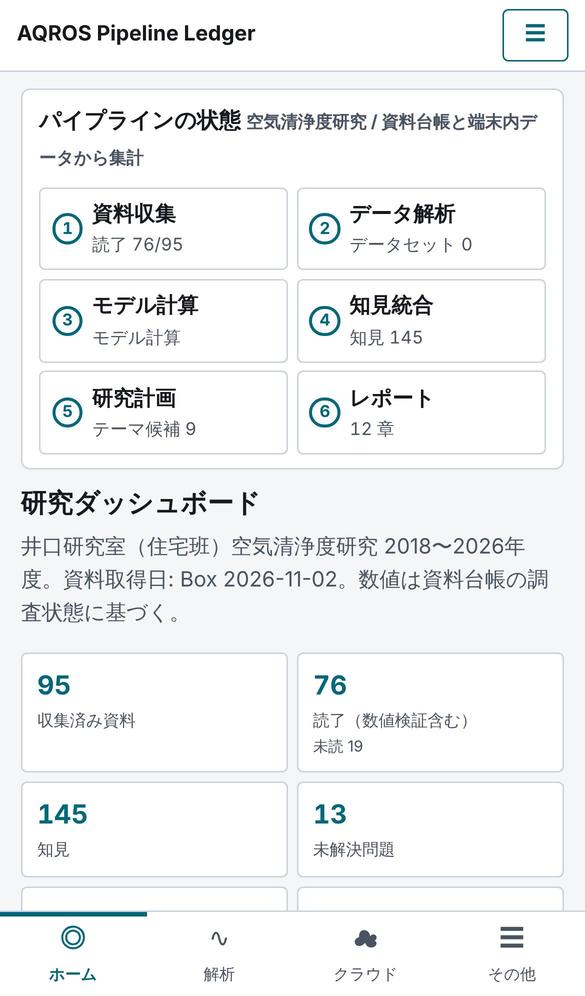 AQROS Pipeline Ledger
パイプラインの状態 空気清浄度研究 / 資料台帳と端末内デ
ータから集計
1 資料収集
読了 76/95
2 データ解析
データセット 0
3 モデル計算
モデル計算
4 知見統合
知見 145
5 研究計画
テーマ候補 9
6 レポート
12 章
研究ダッシュボード
井口研究室（住宅班）空気清浄度研究 2018〜2026年
度。資料取得日: Box 2026-11-02。数値は資料台帳の調
査状態に基づく。
95
収集済み資料
76
読了（数値検証含む）
未読 19
145
知見
13
未解決問題
ホーム
解析
クラウド
その他